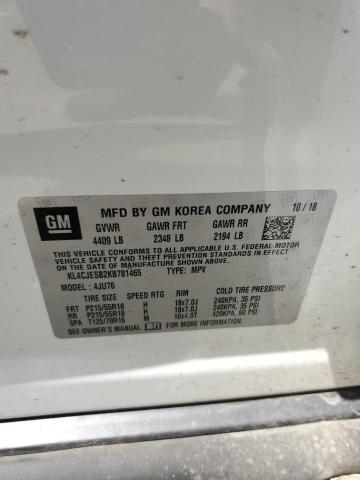 GM
MFD BY GM KOREA COMPANY 10/18
GVWR GAWR FRT GAWR RR
4409 LB 2348 LB 2194 LB
THIS VEHICLE CONFORMS TO ALL APPLICABLE U.S. FEDERAL MOTOR
VEHICLE SAFETY, BUMPER, AND THEFT PREVENTION STANDARDS IN EFFECT
ON THE DATE OF MANUFACTURE SHOWN ABOVE.
KL4CJESB2KB781465 TYPE: MPV
MODEL: 4JU76
TIRE SIZE SPEED RTG RIM COLD TIRE PRESSURE
FRT P215/55R18 H 18x7.0J 240KPA, 35 PSI
RR P215/55R18 H 18x7.0J 240KPA, 35 PSI
SPA T125/70R16 M 16x4.0T 420KPA, 60 PSI
SEE OWNER'S MANUAL FOR ADDITIONAL INFORMATION.